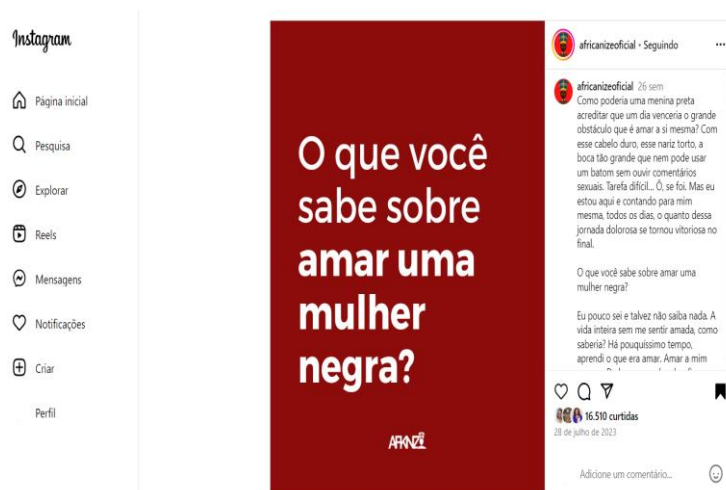 Instagram
Página inicial
Pesquisa
Explorar
Reels
Mensagens
Notificações
Criar
Perfil
O que você
sabe sobre
amar uma
mulher
negra?
AFKNZ
africanizeoficial • Seguindo
africanizeoficial 26 sem
Como poderia uma menina preta
acreditar que um dia venceria o grande
obstáculo que é amar a si mesma? Com
esse cabelo duro, esse nariz torto, a
boca tão grande que nem pode usar
um batom sem ouvir comentários
sexuais. Tarefa difícil... Ô, se foi. Mas eu
estou aqui e contando para mim
mesma, todos os dias, o quanto dessa
jornada dolorosa se tornou vitoriosa no
final.
O que você sabe sobre amar uma
mulher negra?
Eu pouco sei e talvez não saiba nada. A
vida inteira sem me sentir amada, como
saberia? Há pouquíssimo tempo,
aprendi o que era amar. Amar a mim
16.510 curtidas
28 de julho de 2023
Adicione um comentário...